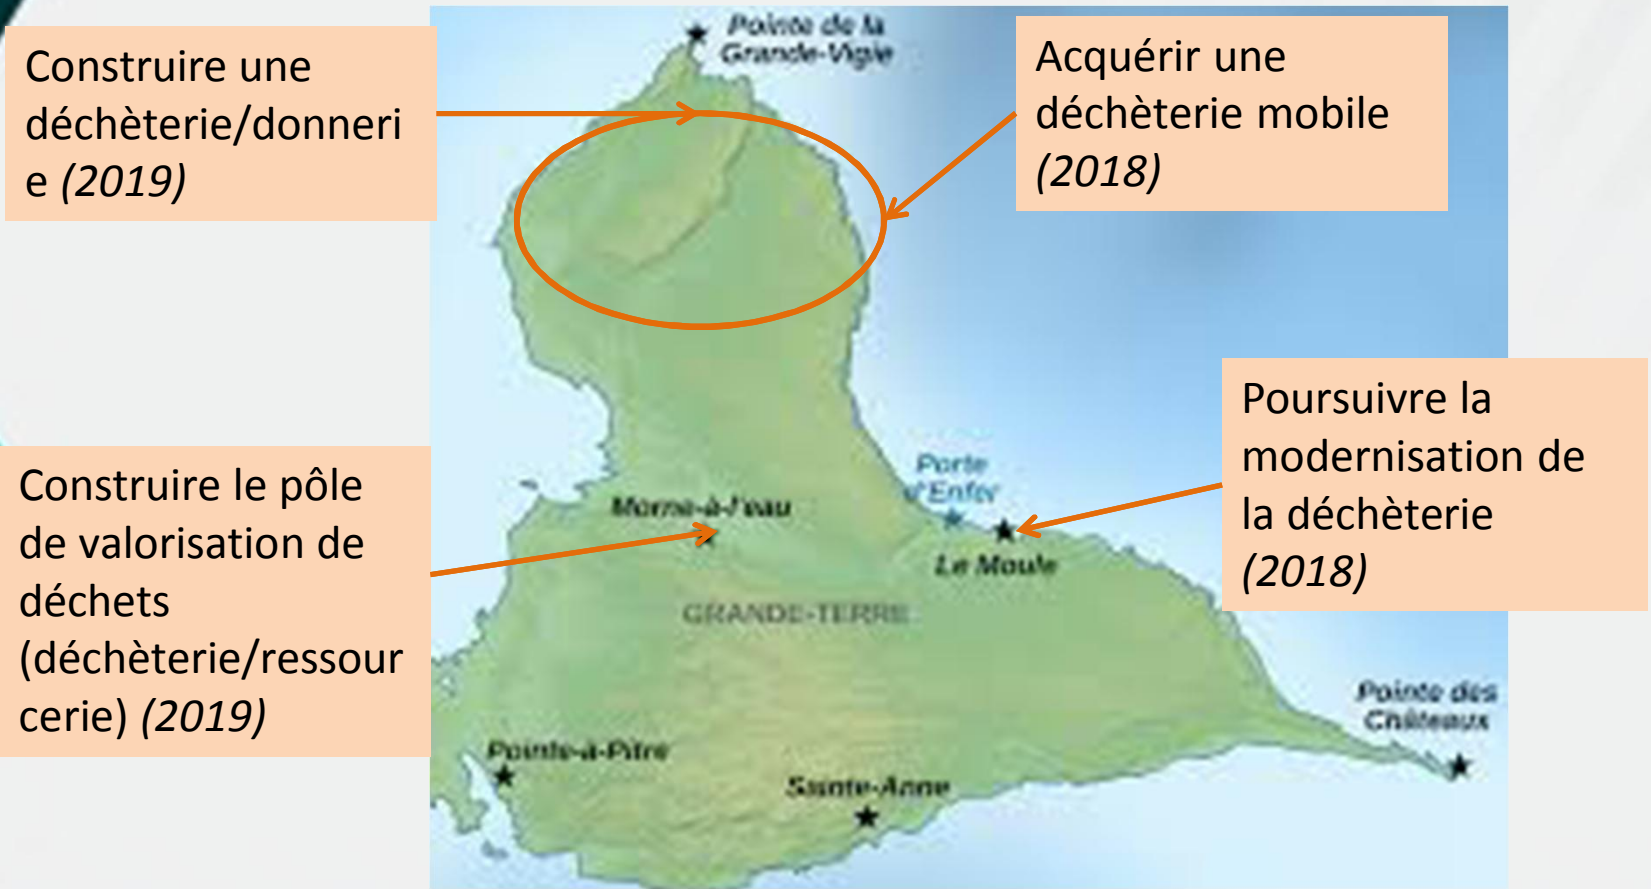 Construire une
déchèterie/donneri
e (2019)
Pointe de la
Grande-Vigie
Acquérir une
déchèterie mobile
(2018)
Poursuivre la
modernisation de
la déchèterie
(2018)
Construire le pôle
de valorisation de
déchets
(déchèterie/ressour
cerie) (2019)
Porte
d'Enfer
Morne-à-l'eau
Le Moule
GRANDE-TERRE
Pointe des
Châteaux
Pointe-à-Pitre
Sainte-Anne